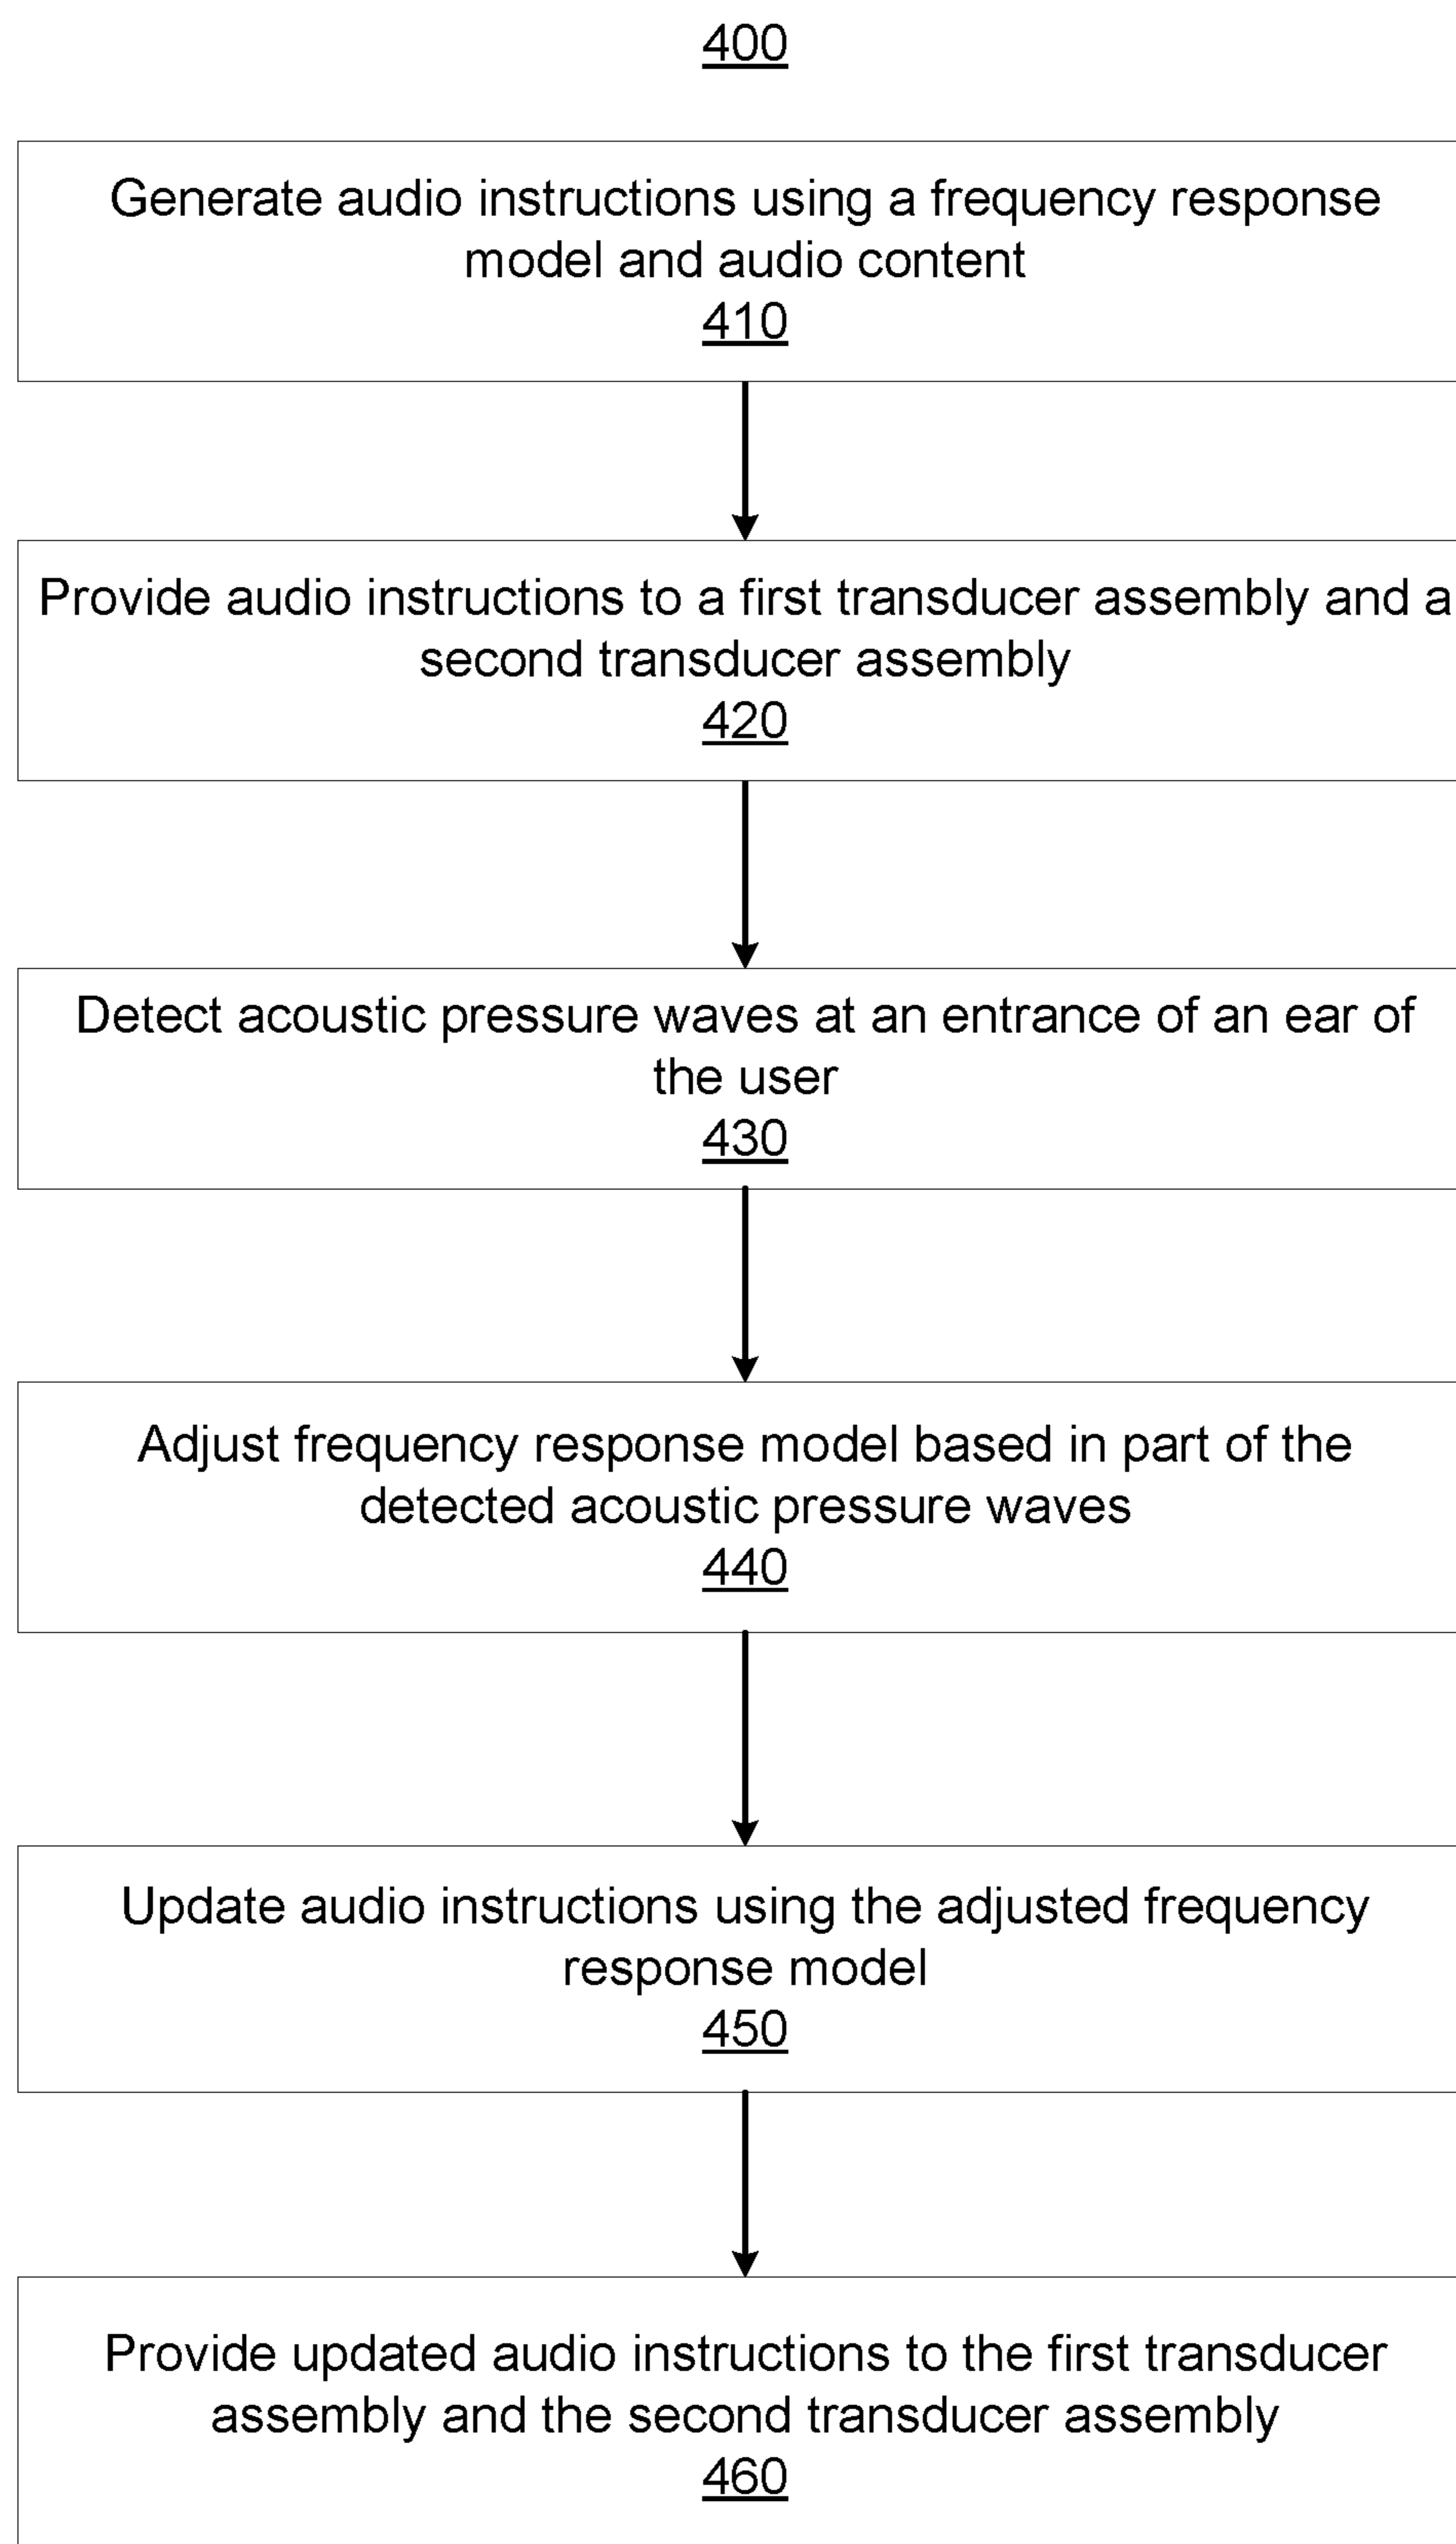 400
Generate audio instructions using a frequency response
model and audio content
410
Provide audio instructions to a first transducer assembly and a
second transducer assembly
420
Detect acoustic pressure waves at an entrance of an ear of
the user
430
Adjust frequency response model based in part of the
detected acoustic pressure waves
440
Update audio instructions using the adjusted frequency
response model
450
Provide updated audio instructions to the first transducer
assembly and the second transducer assembly
460